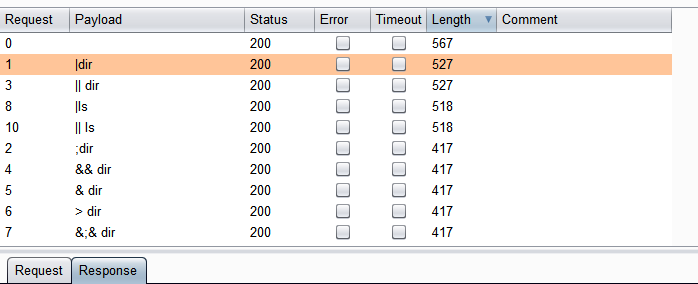 Request Payload Status Error Timeout Length Comment
0 200 567
1 |dir 200 527
3 || dir 200 527
8 |ls 200 518
10 || ls 200 518
2 ;dir 200 417
4 && dir 200 417
5 & dir 200 417
6 > dir 200 417
7 &;& dir 200 417
Request Response